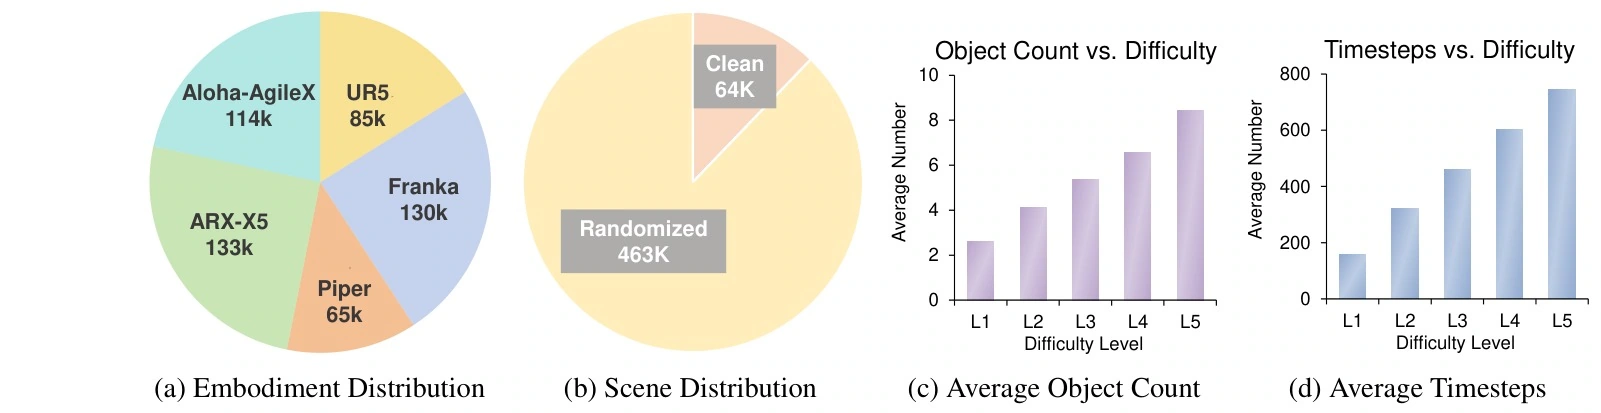 Aloha-AgileX
114k
UR5
85k
Franka
130k
ARX-X5
133k
Piper
65k
(a) Embodiment Distribution
Clean
64K
Randomized
463K
(b) Scene Distribution
Object Count vs. Difficulty
Average Number
10
8
6
4
2
0
L1 L2 L3 L4 L5
Difficulty Level
(c) Average Object Count
Timesteps vs. Difficulty
Average Number
800
600
400
200
0
L1 L2 L3 L4 L5
Difficulty Level
(d) Average Timesteps